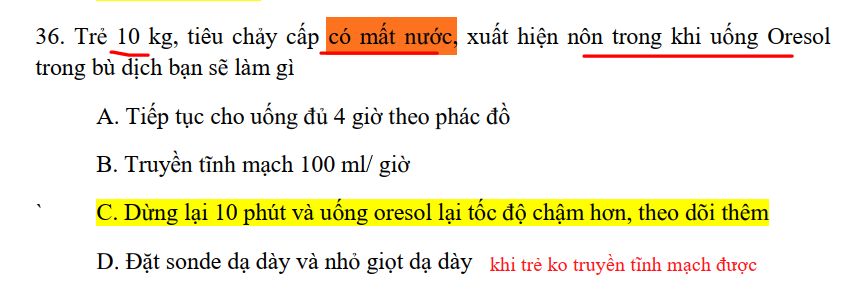 36. Trẻ 10 kg, tiêu chảy cấp có mất nước, xuất hiện nôn trong khi uống Oresol
trong bù dịch bạn sẽ làm gì
A. Tiếp tục cho uống đủ 4 giờ theo phác đồ
B. Truyền tĩnh mạch 100 ml/ giờ
` C. Dừng lại 10 phút và uống oresol lại tốc độ chậm hơn, theo dõi thêm
D. Đặt sonde dạ dày và nhỏ giọt dạ dày khi trẻ ko truyền tĩnh mạch được